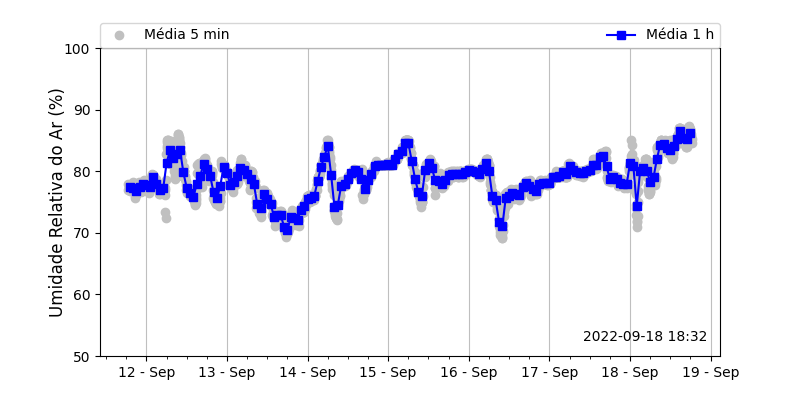 Média 5 min
Média 1 h
Umidade Relativa do Ar (%)
100
90
80
70
60
50
2022-09-18 18:32
12 - Sep
13 - Sep
14 - Sep
15 - Sep
16 - Sep
17 - Sep
18 - Sep
19 - Sep